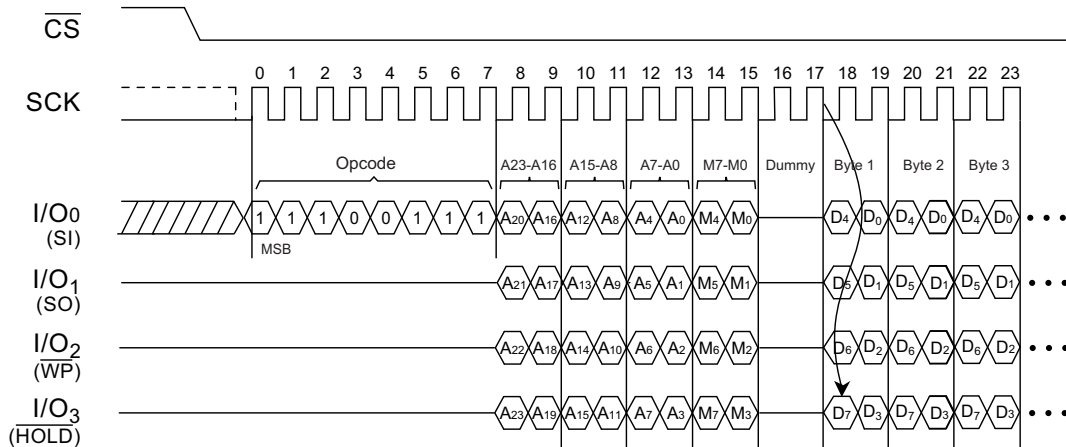 CS
0 1 2 3 4 5 6 7 8 9 10 11 12 13 14 15 16 17 18 19 20 21 22 23
SCK
Opcode A23-A16 A15-A8 A7-A0 M7-M0 Dummy Byte 1 Byte 2 Byte 3
I/O0 1 1 1 0 0 1 1 1 A20 A16 A12 A8 A4 A0 M4 M0 D4 D0 D4 D0 D4 D0 • • •
(SI)
MSB
I/O1 A21 A17 A13 A9 A5 A1 M5 M1 D5 D1 D5 D1 D5 D1 • • •
(SO)
I/O2 A22 A18 A14 A10 A6 A2 M6 M2 D6 D2 D6 D2 D6 D2 • • •
(WP)
I/O3 A23 A19 A15 A11 A7 A3 M7 M3 D7 D3 D7 D3 D7 D3 • • •
(HOLD)